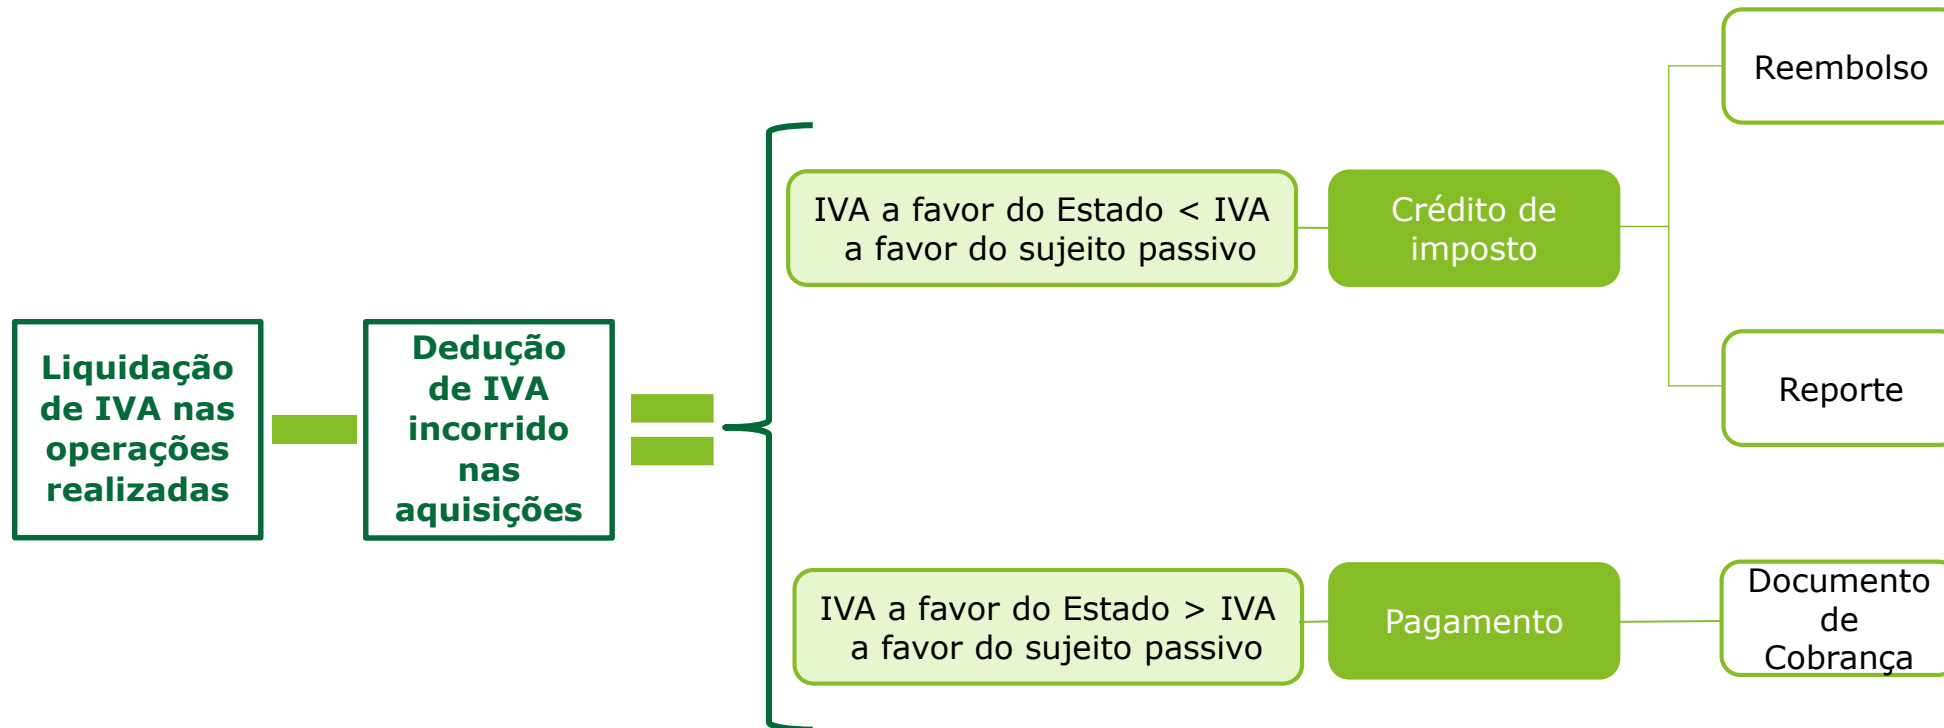 Liquidação
de IVA nas
operações
realizadas
Dedução
de IVA
incorrido
nas
aquisições
IVA a favor do Estado < IVA
a favor do sujeito passivo
Crédito de
imposto
Reembolso
Reporte
IVA a favor do Estado > IVA
a favor do sujeito passivo
Pagamento
Documento
de
Cobrança